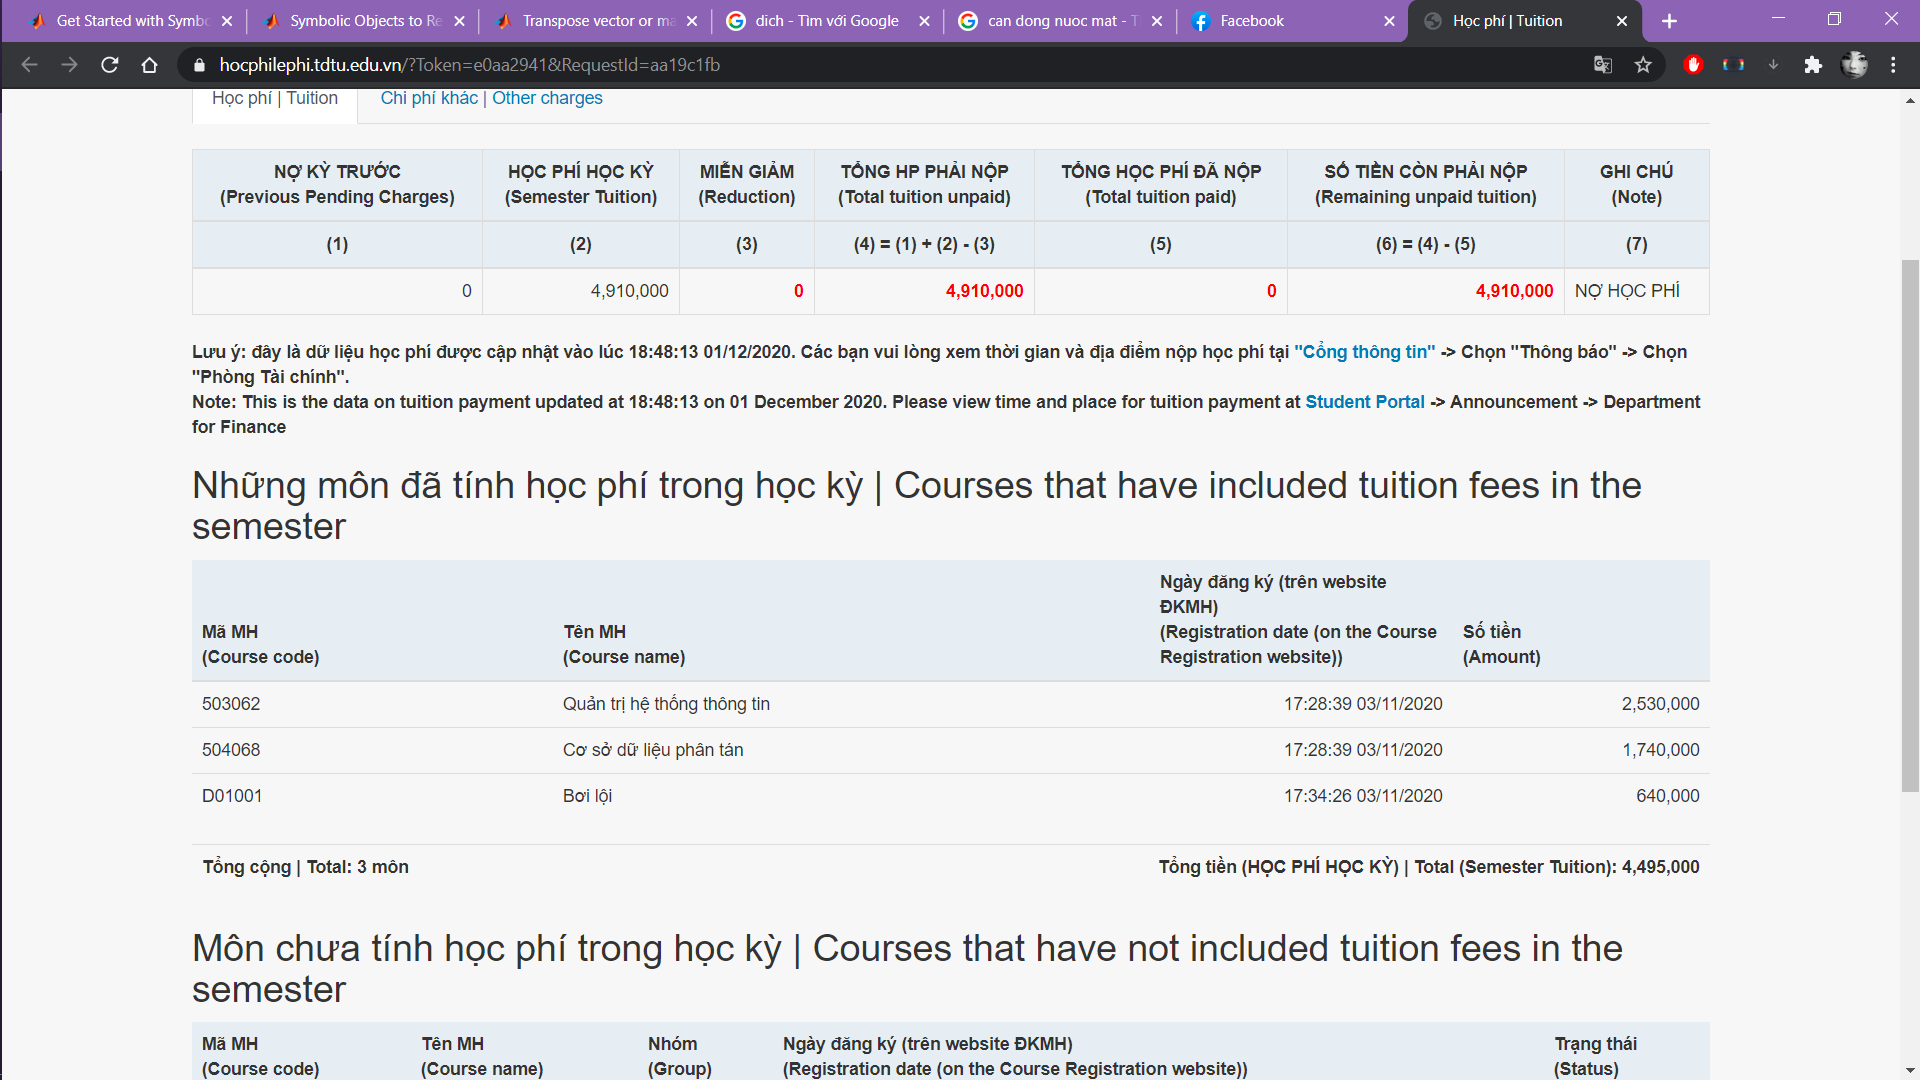 Get Started with Symbo
Symbolic Objects to Re
Transpose vector or ma
dich - Tìm với Google
can dong nuoc mat - T
Facebook
Học phí | Tuition
hocphilephi.tdtu.edu.vn/?Token=e0aa2941&RequestId=aa19c1fb
Học phí | Tuition
Chi phí khác | Other charges
NỢ KỲ TRƯỚC
(Previous Pending Charges)
HỌC PHÍ HỌC KỲ
(Semester Tuition)
MIỄN GIẢM
(Reduction)
TỔNG HP PHẢI NỘP
(Total tuition unpaid)
TỔNG HỌC PHÍ ĐÃ NỘP
(Total tuition paid)
SỐ TIỀN CÒN PHẢI NỘP
(Remaining unpaid tuition)
GHI CHÚ
(Note)
(1)
(2)
(3)
(4) = (1) + (2) - (3)
(5)
(6) = (4) - (5)
(7)
0
4,910,000
0
4,910,000
0
4,910,000
NỢ HỌC PHÍ
Lưu ý: đây là dữ liệu học phí được cập nhật vào lúc 18:48:13 01/12/2020. Các bạn vui lòng xem thời gian và địa điểm nộp học phí tại "Cổng thông tin" -> Chọn "Thông báo" -> Chọn
"Phòng Tài chính".
Note: This is the data on tuition payment updated at 18:48:13 on 01 December 2020. Please view time and place for tuition payment at Student Portal -> Announcement -> Department
for Finance
Những môn đã tính học phí trong học kỳ | Courses that have included tuition fees in the
semester
Mã MH
(Course code)
Tên MH
(Course name)
Ngày đăng ký (trên website
ĐKMH)
(Registration date (on the Course
Registration website))
Số tiền
(Amount)
503062
Quản trị hệ thống thông tin
17:28:39 03/11/2020
2,530,000
504068
Cơ sở dữ liệu phân tán
17:28:39 03/11/2020
1,740,000
D01001
Bơi lội
17:34:26 03/11/2020
640,000
Tổng cộng | Total: 3 môn
Tổng tiền (HỌC PHÍ HỌC KỲ) | Total (Semester Tuition): 4,495,000
Môn chưa tính học phí trong học kỳ | Courses that have not included tuition fees in the
semester
Mã MH
(Course code)
Tên MH
(Course name)
Nhóm
(Group)
Ngày đăng ký (trên website ĐKMH)
(Registration date (on the Course Registration website))
Trạng thái
(Status)